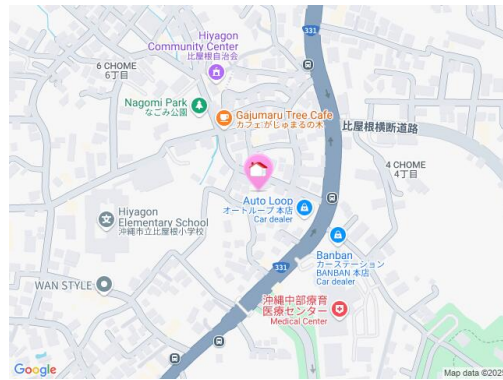 331
Hiyagon
Community Center
比屋根自治会
6 CHOME
6丁目
Nagomi Park
なごみ公園
Gajumaru Tree Cafe
カフェ がじゅまるの木
比屋根横断道路
4 CHOME
4丁目
Auto Loop
オートループ 本店
Car dealer
Hiyagon
Elementary School
沖縄市立比屋根小学校
Banban
カーステーション
BANBAN 本店
Car dealer
331
WAN STYLE
沖縄中部療育
医療センター
Medical Center
Google
Map data ©202